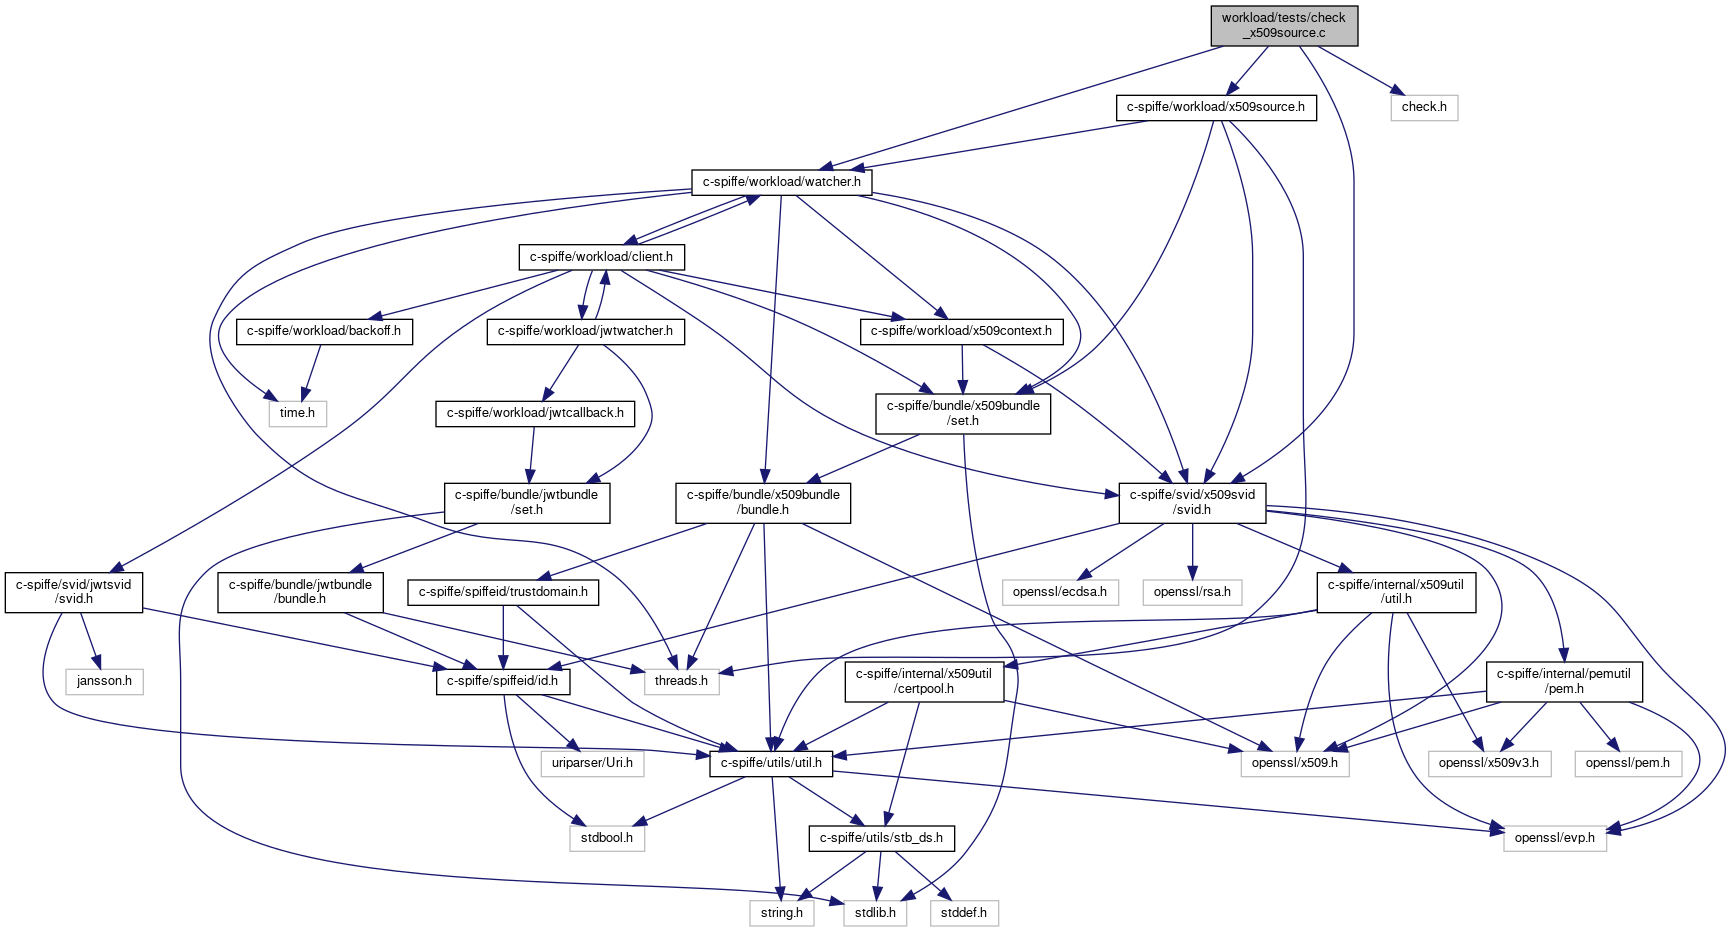 workload/tests/check
_x509source.c
c-spiffe/workload/x509source.h
check.h
c-spiffe/workload/watcher.h
c-spiffe/workload/client.h
c-spiffe/workload/backoff.h
c-spiffe/workload/jwtwatcher.h
c-spiffe/workload/x509context.h
time.h
c-spiffe/workload/jwtcallback.h
c-spiffe/bundle/x509bundle
/set.h
c-spiffe/bundle/jwtbundle
/set.h
c-spiffe/bundle/x509bundle
/bundle.h
c-spiffe/svid/x509svid
/svid.h
c-spiffe/svid/jwtsvid
/svid.h
c-spiffe/bundle/jwtbundle
/bundle.h
c-spiffe/spiffeid/trustdomain.h
openssl/ecdsa.h
openssl/rsa.h
c-spiffe/internal/x509util
/util.h
jansson.h
c-spiffe/spiffeid/id.h
threads.h
c-spiffe/internal/x509util
/certpool.h
c-spiffe/internal/pemutil
/pem.h
uriparser/Uri.h
c-spiffe/utils/util.h
openssl/x509.h
openssl/x509v3.h
openssl/pem.h
stdbool.h
c-spiffe/utils/stb_ds.h
openssl/evp.h
string.h
stdlib.h
stddef.h